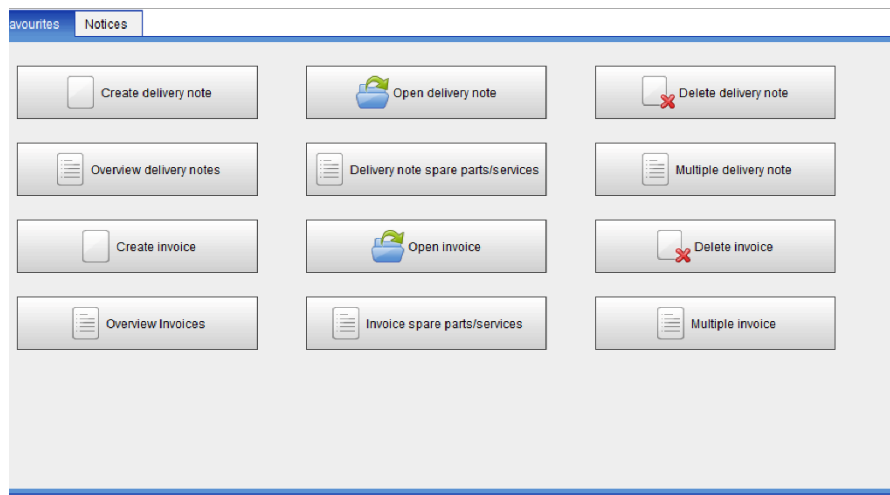 avourites Notices
Create delivery note Open delivery note Delete delivery note
Overview delivery notes Delivery note spare parts/services Multiple delivery note
Create invoice Open invoice Delete invoice
Overview Invoices Invoice spare parts/services Multiple invoice